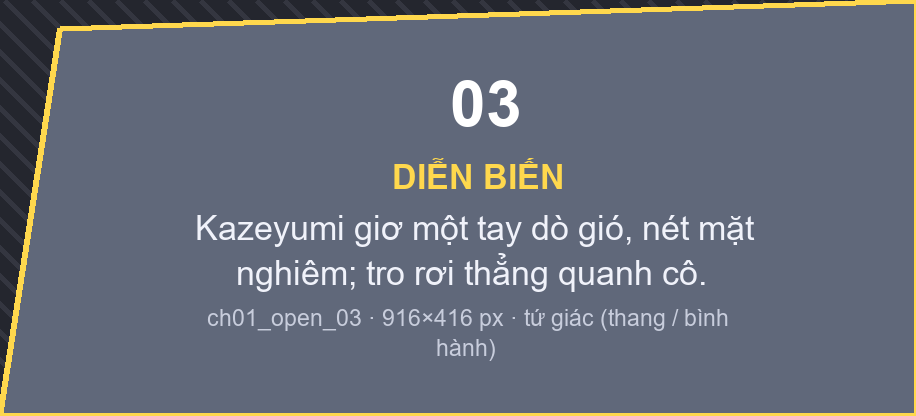 03
DIỄN BIẾN
Kazeyumi giơ một tay dò gió, nét mặt
nghiêm; tro rơi thẳng quanh cô.
ch01_open_03 · 916×416 px · tứ giác (thang / bình
hành)